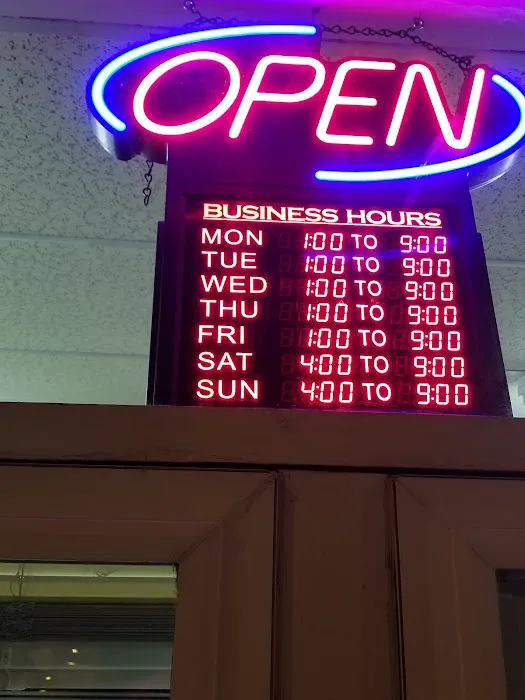 OPEN
BUSINESS HOURS
MON 1:00 TO 9:00
TUE 1:00 TO 9:00
WED 1:00 TO 9:00
THU 1:00 TO 9:00
FRI 1:00 TO 9:00
SAT 4:00 TO 9:00
SUN 4:00 TO 9:00